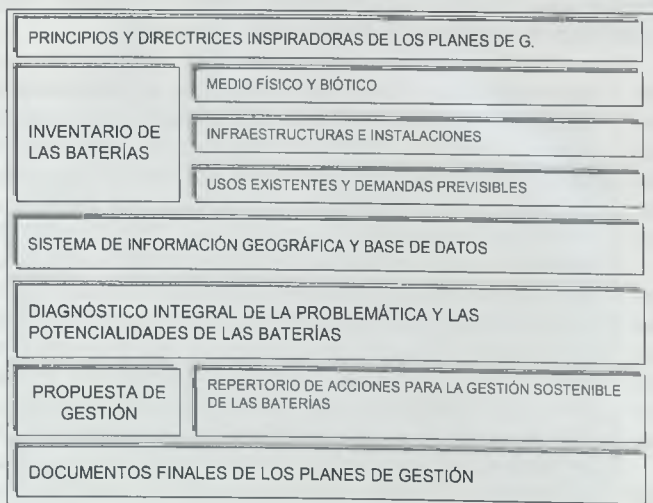 PRINCIPIOS Y DIRECTRICES INSPIRADORAS DE LOS PLANES DE G.
INVENTARIO DE
LAS BATERÍAS
MEDIO FÍSICO Y BIÓTICO
INFRAESTRUCTURAS E INSTALACIONES
USOS EXISTENTES Y DEMANDAS PREVISIBLES
SISTEMA DE INFORMACIÓN GEOGRÁFICA Y BASE DE DATOS
DIAGNÓSTICO INTEGRAL DE LA PROBLEMÁTICA Y LAS
POTENCIALIDADES DE LAS BATERÍAS
PROPUESTA DE
GESTIÓN
REPERTORIO DE ACCIONES PARA LA GESTIÓN SOSTENIBLE
DE LAS BATERÍAS
DOCUMENTOS FINALES DE LOS PLANES DE GESTIÓN